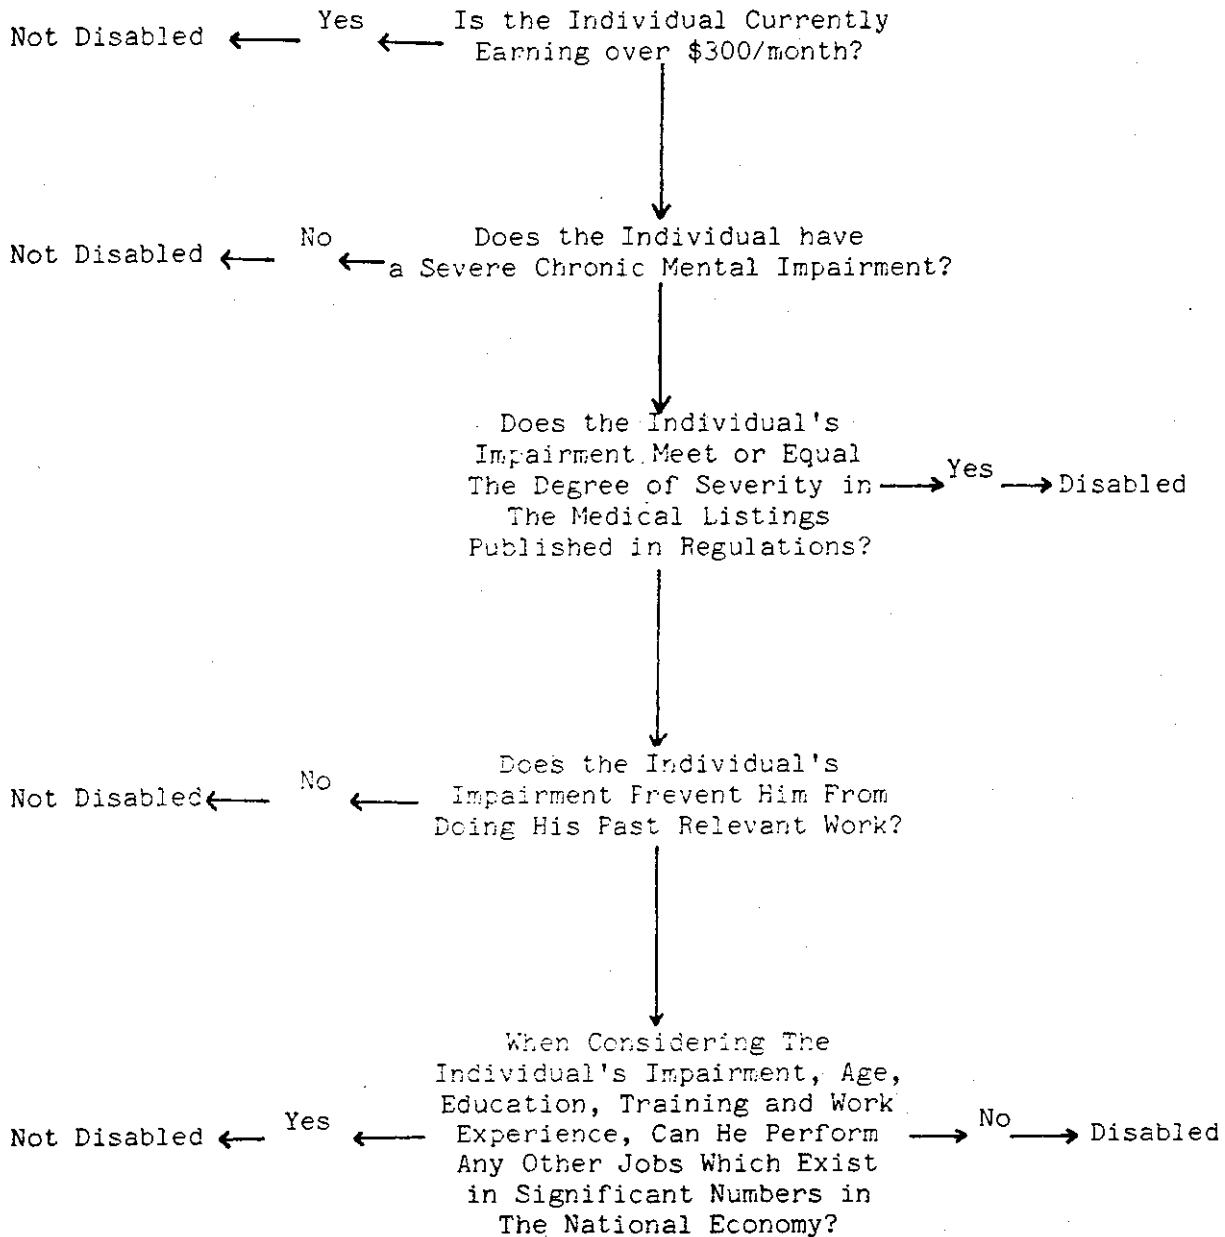 Is the Individual Currently
Earning over $300/month?
Yes
Not Disabled
Does the Individual have
a Severe Chronic Mental Impairment?
No
Not Disabled
Does the Individual's
Impairment Meet or Equal
The Degree of Severity in
The Medical Listings
Published in Regulations?
Yes
Disabled
Does the Individual's
Impairment Prevent Him From
Doing His Past Relevant Work?
No
Not Disabled
When Considering The
Individual's Impairment, Age,
Education, Training and Work
Experience, Can He Perform
Any Other Jobs Which Exist
in Significant Numbers in
The National Economy?
Yes
Not Disabled
No
Disabled